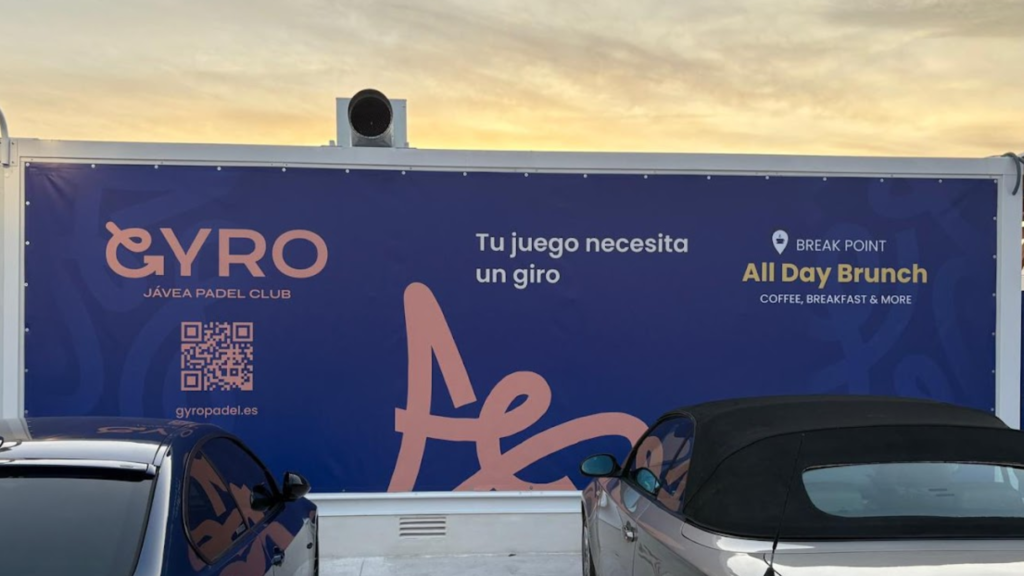 GYRO
JÁVEA PADEL CLUB
gyropadel.es
Tu juego necesita
un giro
BREAK POINT
All Day Brunch
COFFEE, BREAKFAST & MORE